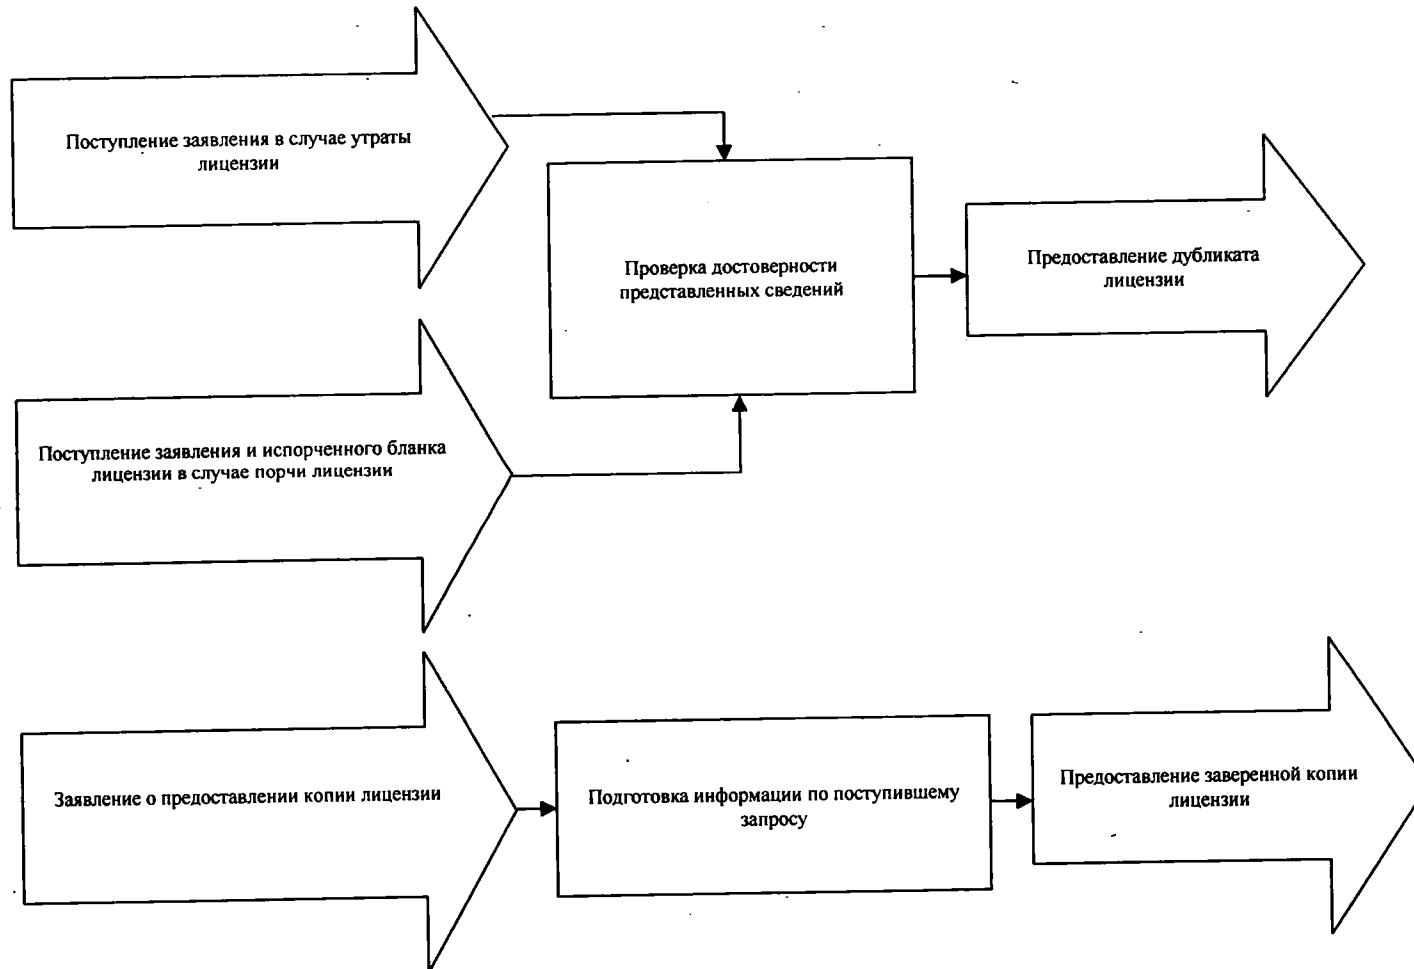 Поступление заявления в случае утраты
лицензии
Проверка достоверности
представленных сведений
Предоставление дубликата
лицензии
Поступление заявления и испорченного бланка
лицензии в случае порчи лицензии
Заявление о предоставлении копии лицензии
Подготовка информации по поступившему
запросу
Предоставление заверенной копии
лицензии